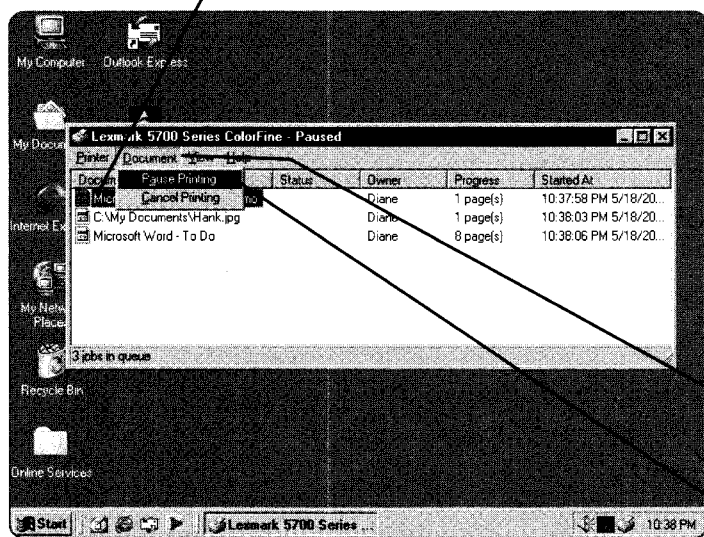 My Computer
Outlook Express
My Docum
Lexmark 5700 Series ColorFine - Paused
Printer Document View Help
Docum Status Owner Progress Started At
Pause Printing
Cancel Printing
Micr mo Diane 1 page(s) 10:37:58 PM 5/18/20...
C:\My Documents\Hank.jpg Diane 1 page(s) 10:38:03 PM 5/18/20...
Microsoft Word - To Do Diane 8 page(s) 10:38:06 PM 5/18/20...
Internet Ex
My Netw
Place
3 jobs in queue
Recycle Bin
Online Services
Start Lexmark 5700 Series ... 10:38 PM